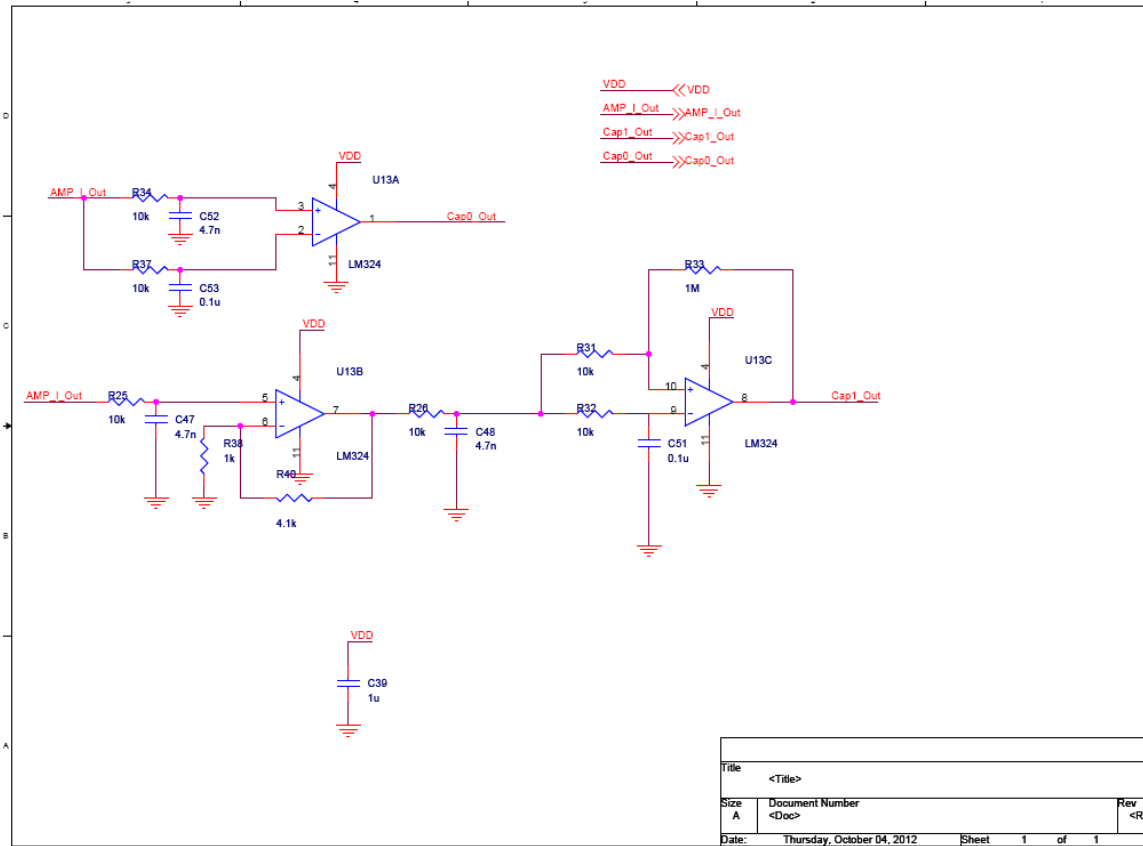 VDD
VDD
AMP_I_Out
AMP_I_Out
Cap1_Out
Cap1_Out
Cap0_Out
Cap0_Out
D
C
B
A
VDD
U13A
4
AMP_I_Out
R34
10k
C52
4.7n
3
+
2
-
1
Cap0_Out
11
LM324
R37
10k
C53
0.1u
VDD
U13B
4
AMP_I_Out
R25
10k
C47
4.7n
5
+
6
-
7
11
LM324
R38
1k
R40
4.1k
R26
10k
C48
4.7n
R33
1M
VDD
U13C
4
R31
10k
R32
10k
10
+
9
-
8
Cap1_Out
11
LM324
C51
0.1u
VDD
C39
1u
Title
<Title>
Size
Document Number
Rev
A
<Doc>
<R
Date:
Thursday, October 04, 2012
Sheet
1
of
1